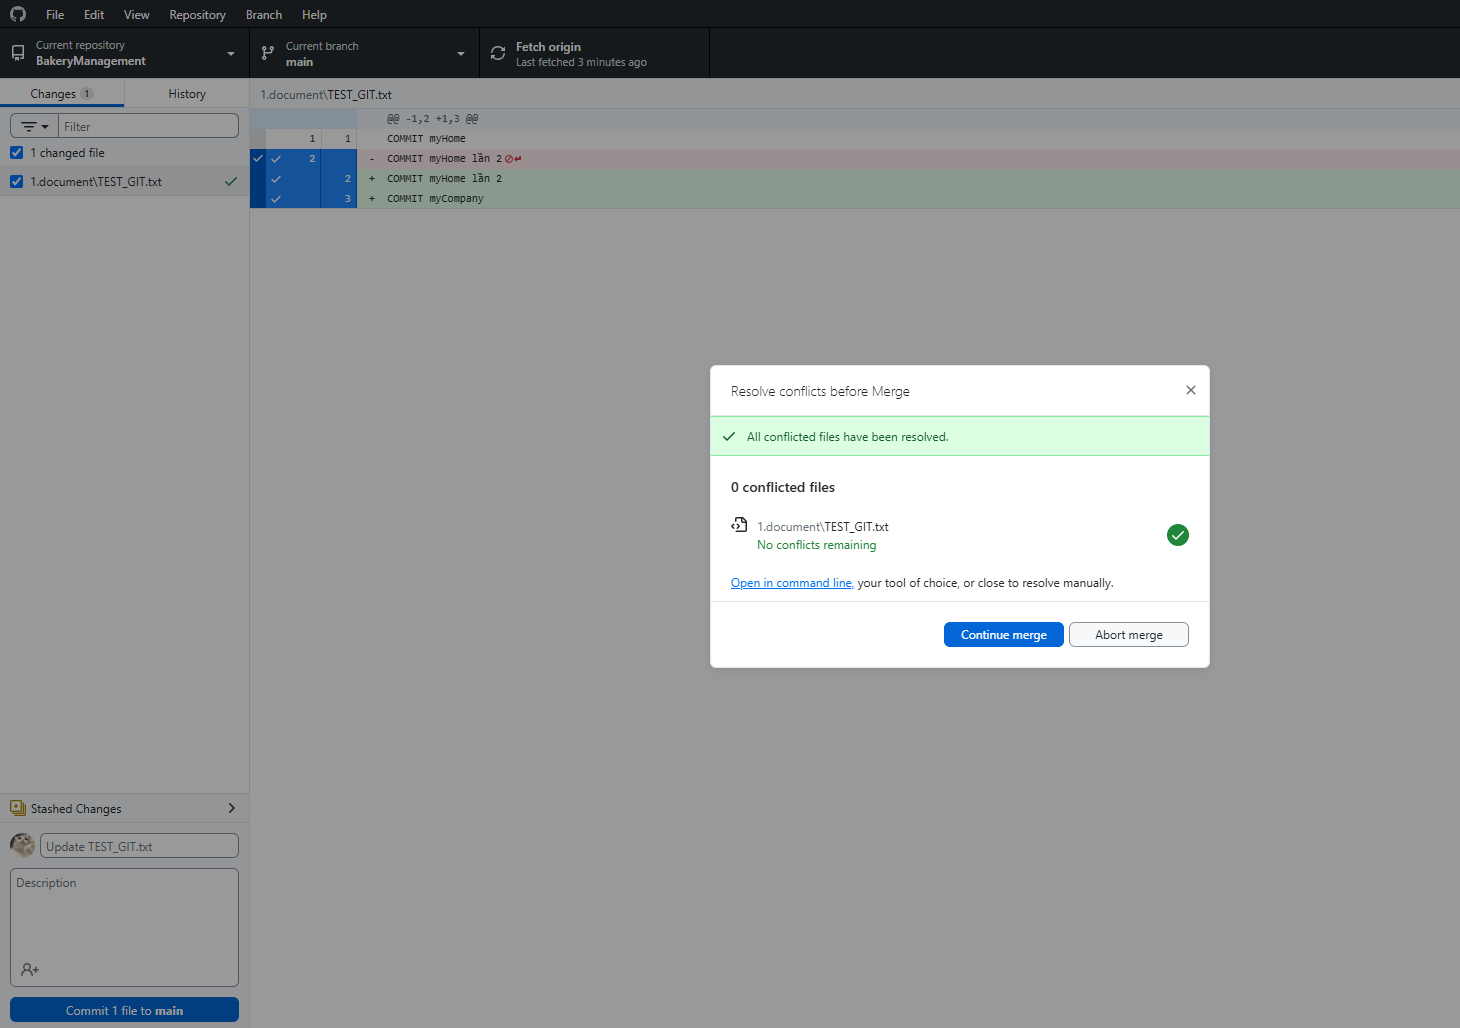 File Edit View Repository Branch Help
Current repository
BakeryManagement
Current branch
main
Fetch origin
Last fetched 3 minutes ago
Changes 1 History
Filter
1 changed file
1.document\TEST_GIT.txt
1.document\TEST_GIT.txt
@@ -1,2 +1,3 @@
1 1 COMMIT myHome
2 - COMMIT myHome lần 2
2 + COMMIT myHome lần 2
3 + COMMIT myCompany
Resolve conflicts before Merge
All conflicted files have been resolved.
0 conflicted files
1.document\TEST_GIT.txt
No conflicts remaining
Open in command line, your tool of choice, or close to resolve manually.
Continue merge Abort merge
Stashed Changes
Update TEST_GIT.txt
Description
Commit 1 file to main